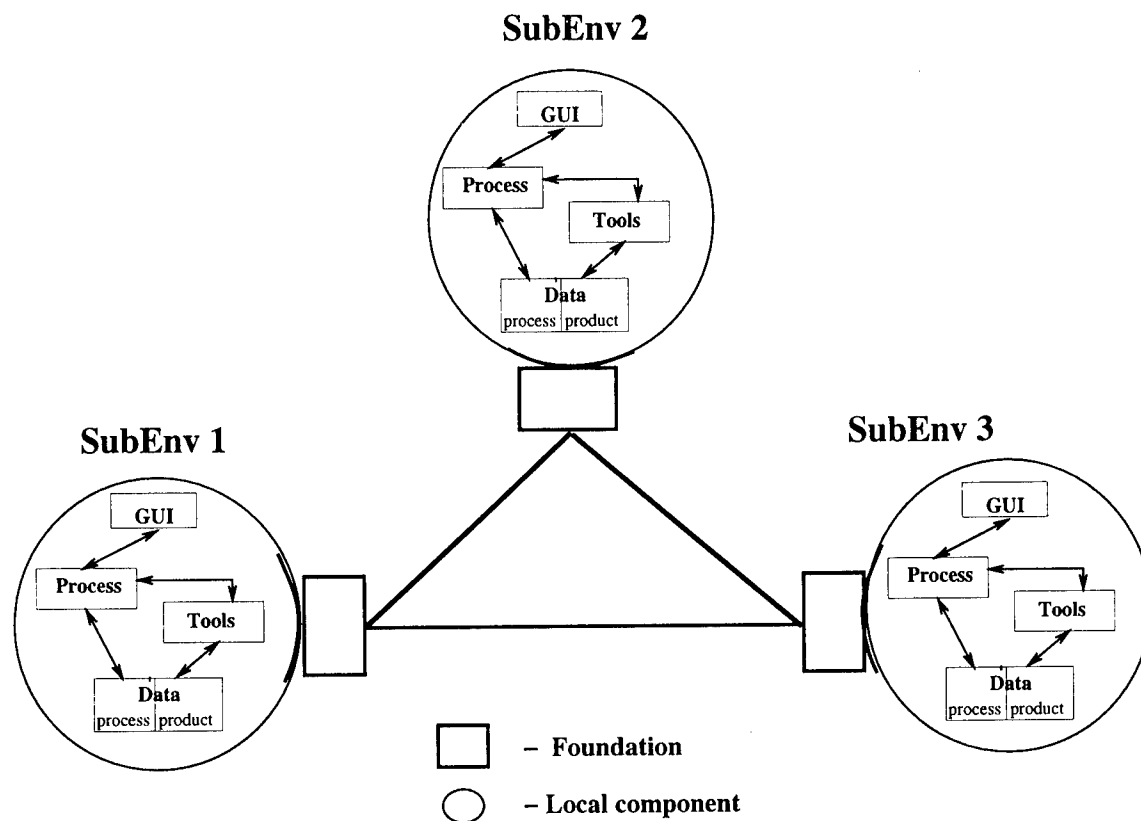 SubEnv 2
GUI
Process
Tools
Data
process product
SubEnv 1
GUI
Process
Tools
Data
process product
SubEnv 3
GUI
Process
Tools
Data
process product
– Foundation
– Local component